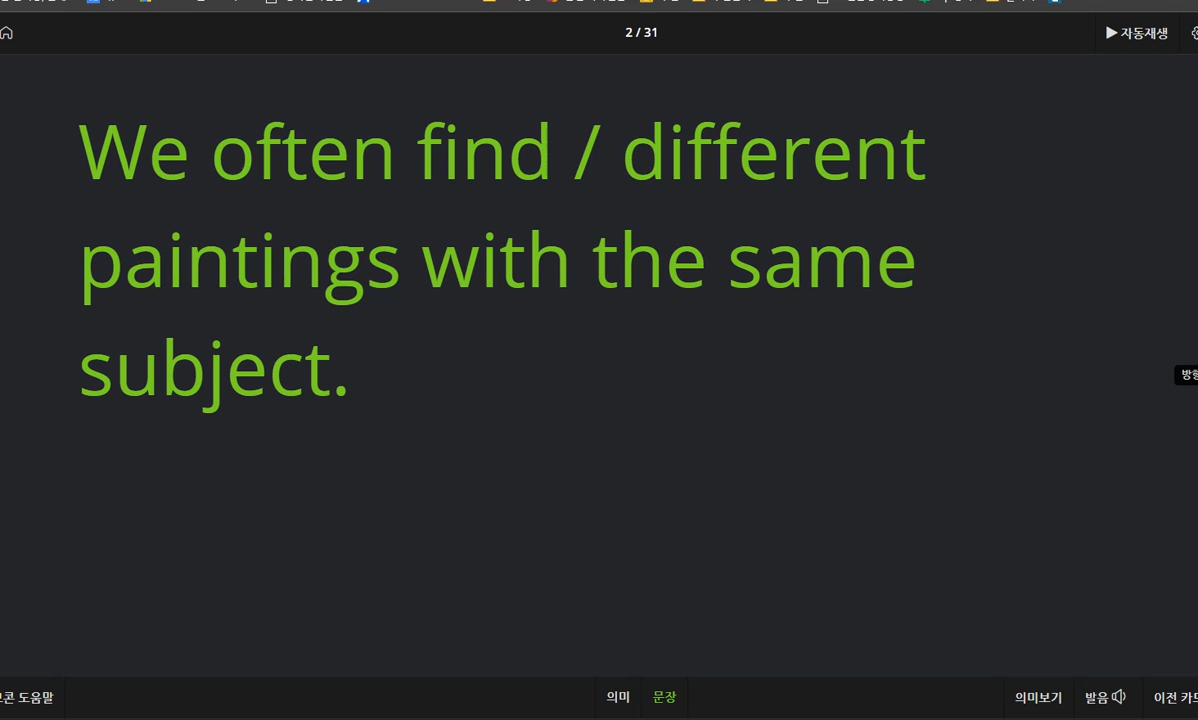 2 / 31
▶ 자동재생
We often find / different
paintings with the same
subject.
도움말
의미
문장
의미보기
발음
이전